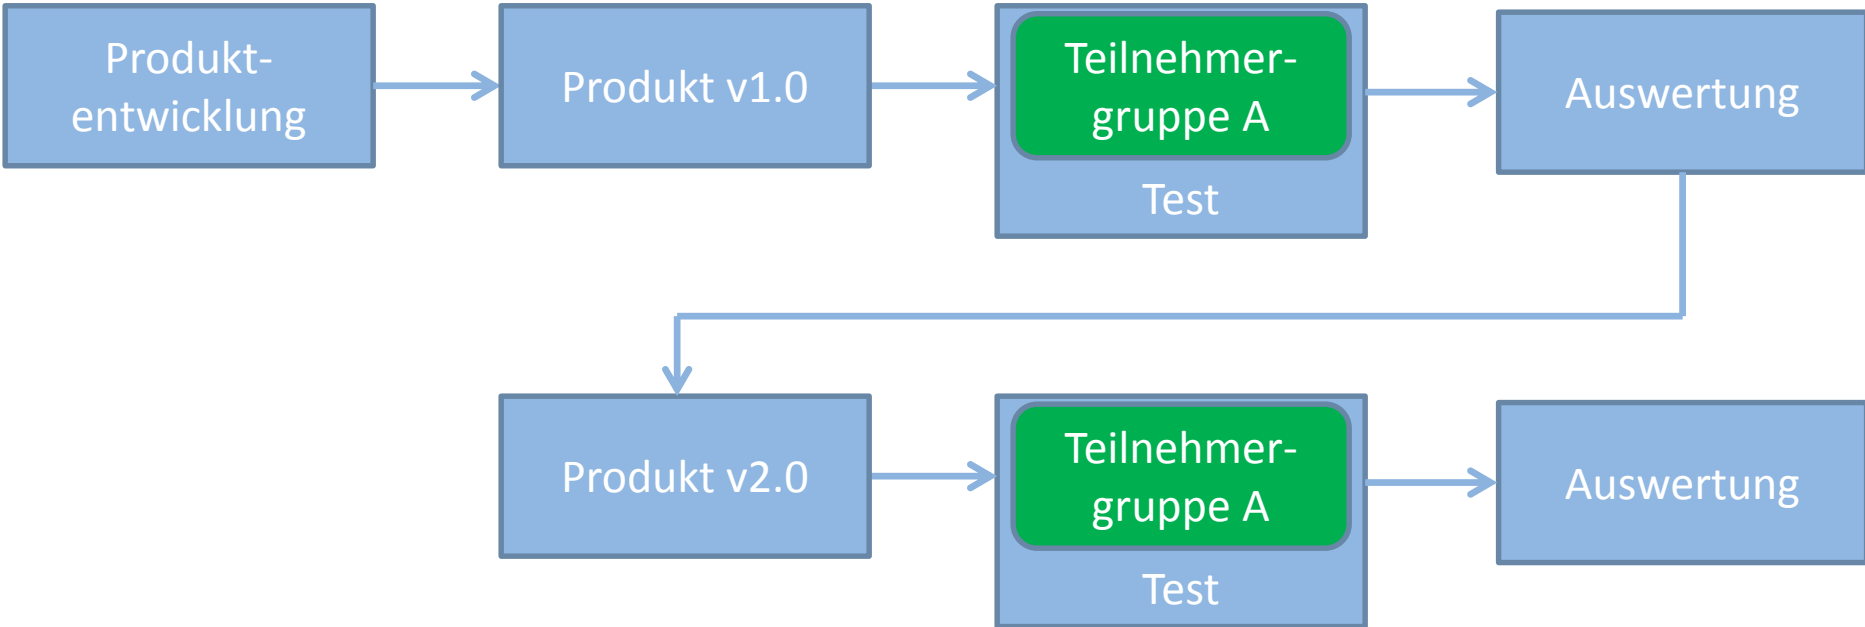 Produkt-
entwicklung
Produkt v1.0
Teilnehmer-
gruppe A
Test
Auswertung
Produkt v2.0
Teilnehmer-
gruppe A
Test
Auswertung